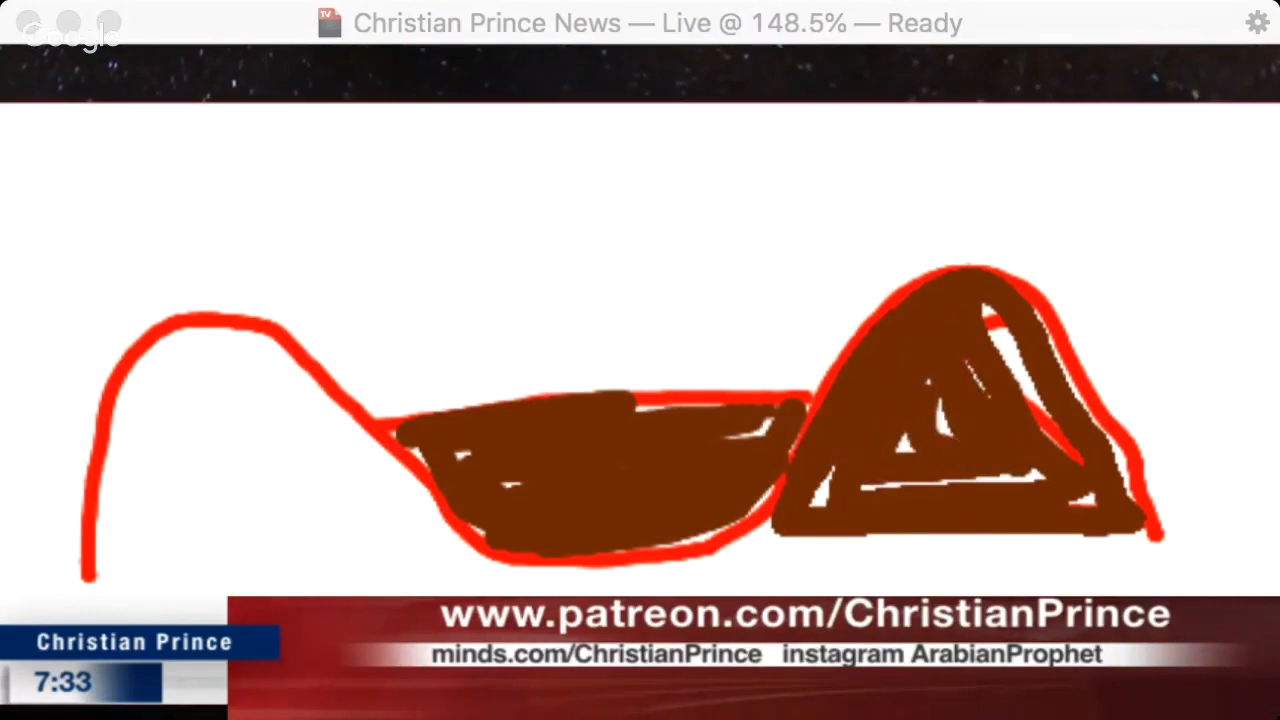 Christian Prince News — Live @ 148.5% — Ready
Google
www.patreon.com/ChristianPrince
Christian Prince
minds.com/ChristianPrince instagram ArabianProphet
7:33
TV